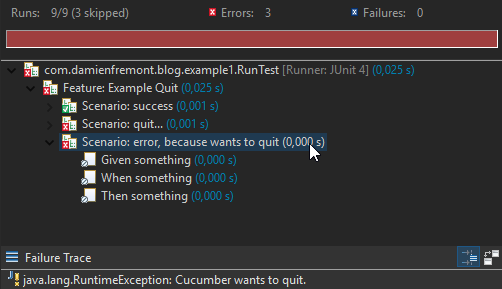 Runs: 9/9 (3 skipped) Errors: 3 Failures: 0
com.damienfremont.blog.example1.RunTest [Runner: JUnit 4] (0,025 s)
Feature: Example Quit (0,025 s)
Scenario: success (0,001 s)
Scenario: quit... (0,001 s)
Scenario: error, because wants to quit (0,000 s)
Given something (0,000 s)
When something (0,000 s)
Then something (0,000 s)
Failure Trace
java.lang.RuntimeException: Cucumber wants to quit.